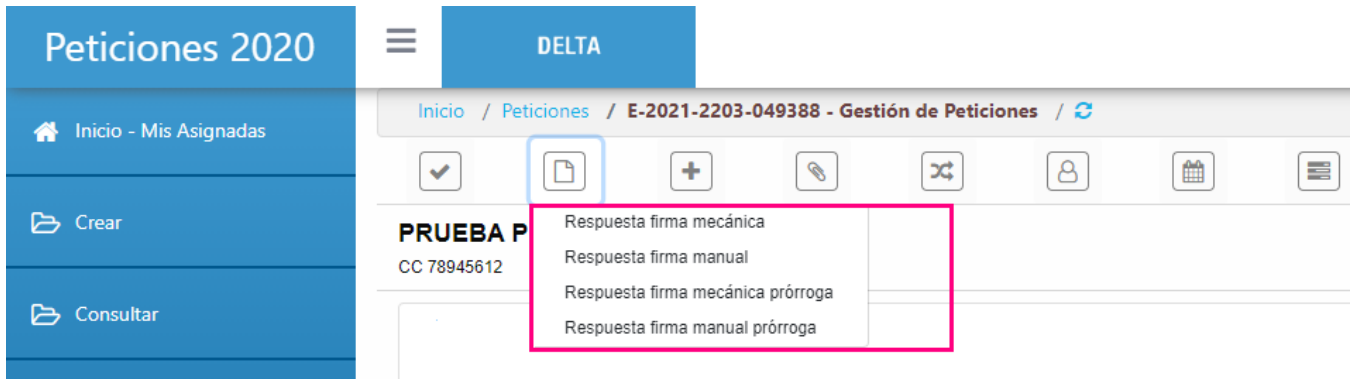 Peticiones 2020
DELTA
Inicio - Mis Asignadas
Crear
Consultar
Inicio / Peticiones / E-2021-2203-049388 - Gestión de Peticiones /
PRUEBA P
CC 78945612
Respuesta firma mecánica
Respuesta firma manual
Respuesta firma mecánica prórroga
Respuesta firma manual prórroga